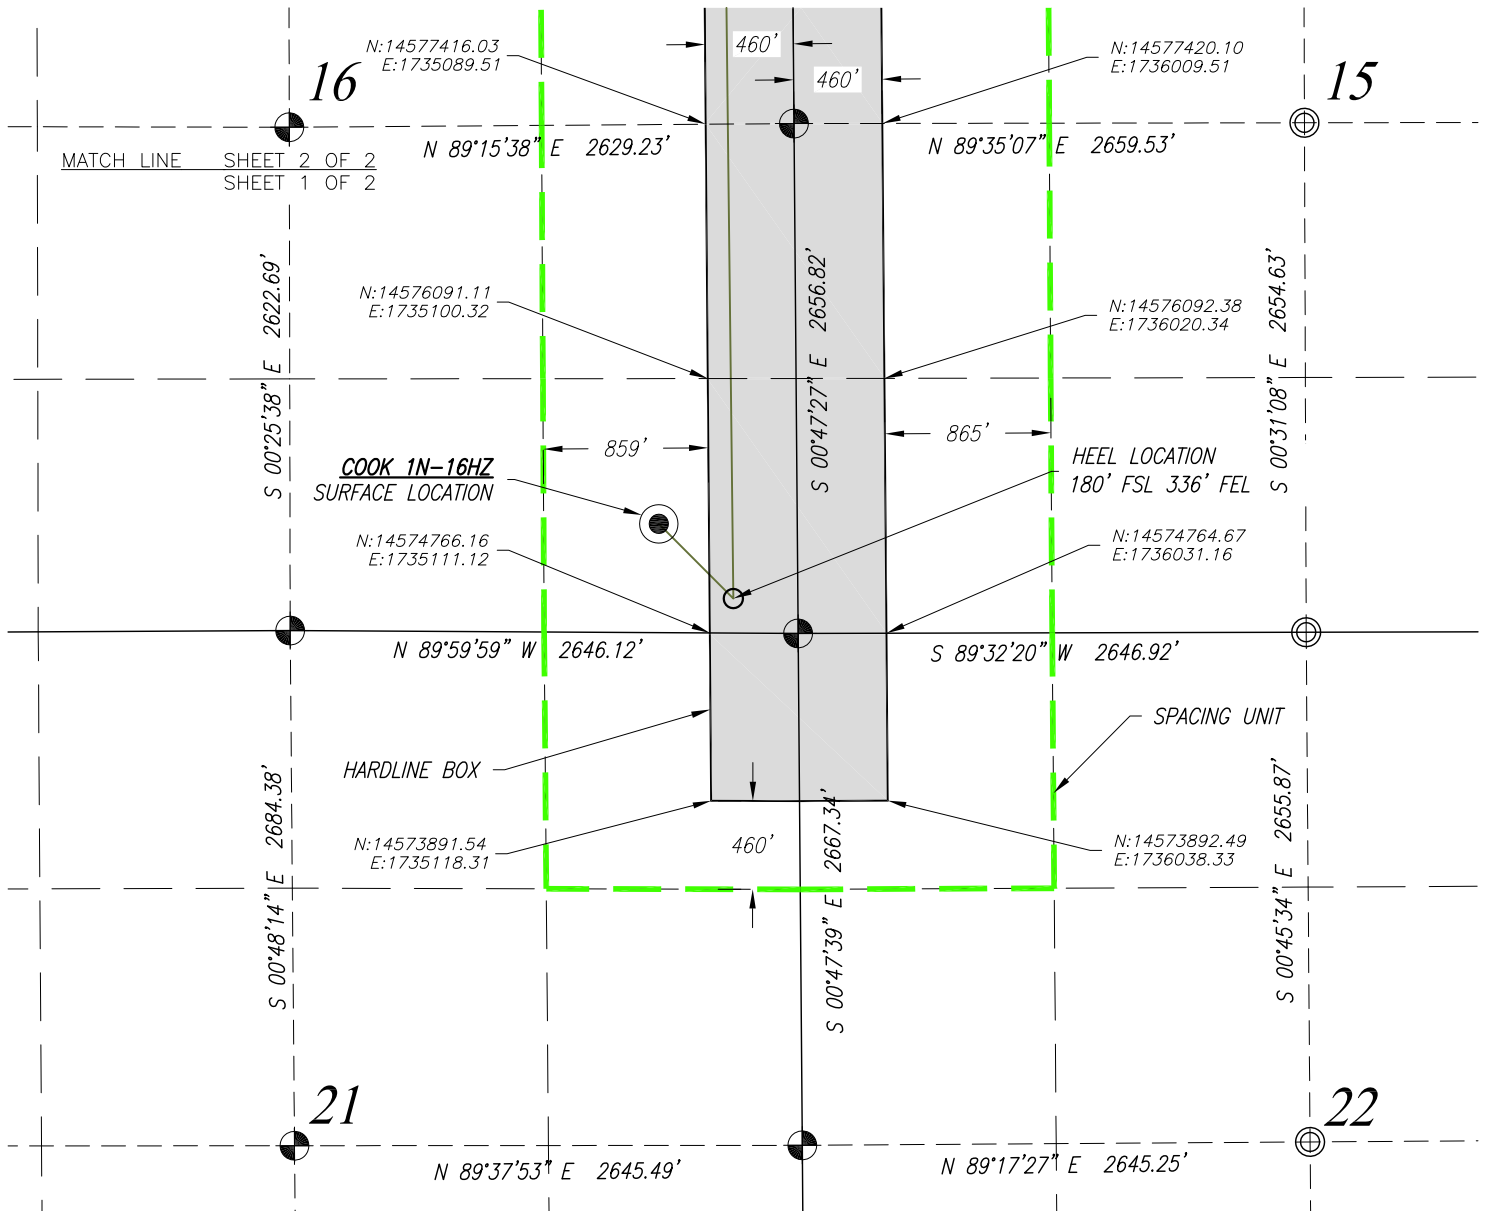 460'
N:14577416.03
E:1735089.51
N:14577420.10
E:1736009.51
460'
16
15
N 89°15'38" E 2629.23'
N 89°35'07" E 2659.53'
MATCH LINE SHEET 2 OF 2
SHEET 1 OF 2
S 00°25'38" E 2622.69'
S 00°47'27" E 2656.82'
S 00°31'08" E 2654.63'
N:14576091.11
E:1735100.32
N:14576092.38
E:1736020.34
859'
865'
COOK 1N-16HZ
SURFACE LOCATION
HEEL LOCATION
180' FSL 336' FEL
N:14574766.16
E:1735111.12
N:14574764.67
E:1736031.16
N 89°59'59" W 2646.12'
S 89°32'20" W 2646.92'
SPACING UNIT
HARDLINE BOX
S 00°48'14" E 2684.38'
S 00°47'39" E 2667.34'
S 00°45'34" E 2655.87'
N:14573891.54
E:1735118.31
460'
N:14573892.49
E:1736038.33
21
22
N 89°37'53" E 2645.49'
N 89°17'27" E 2645.25'